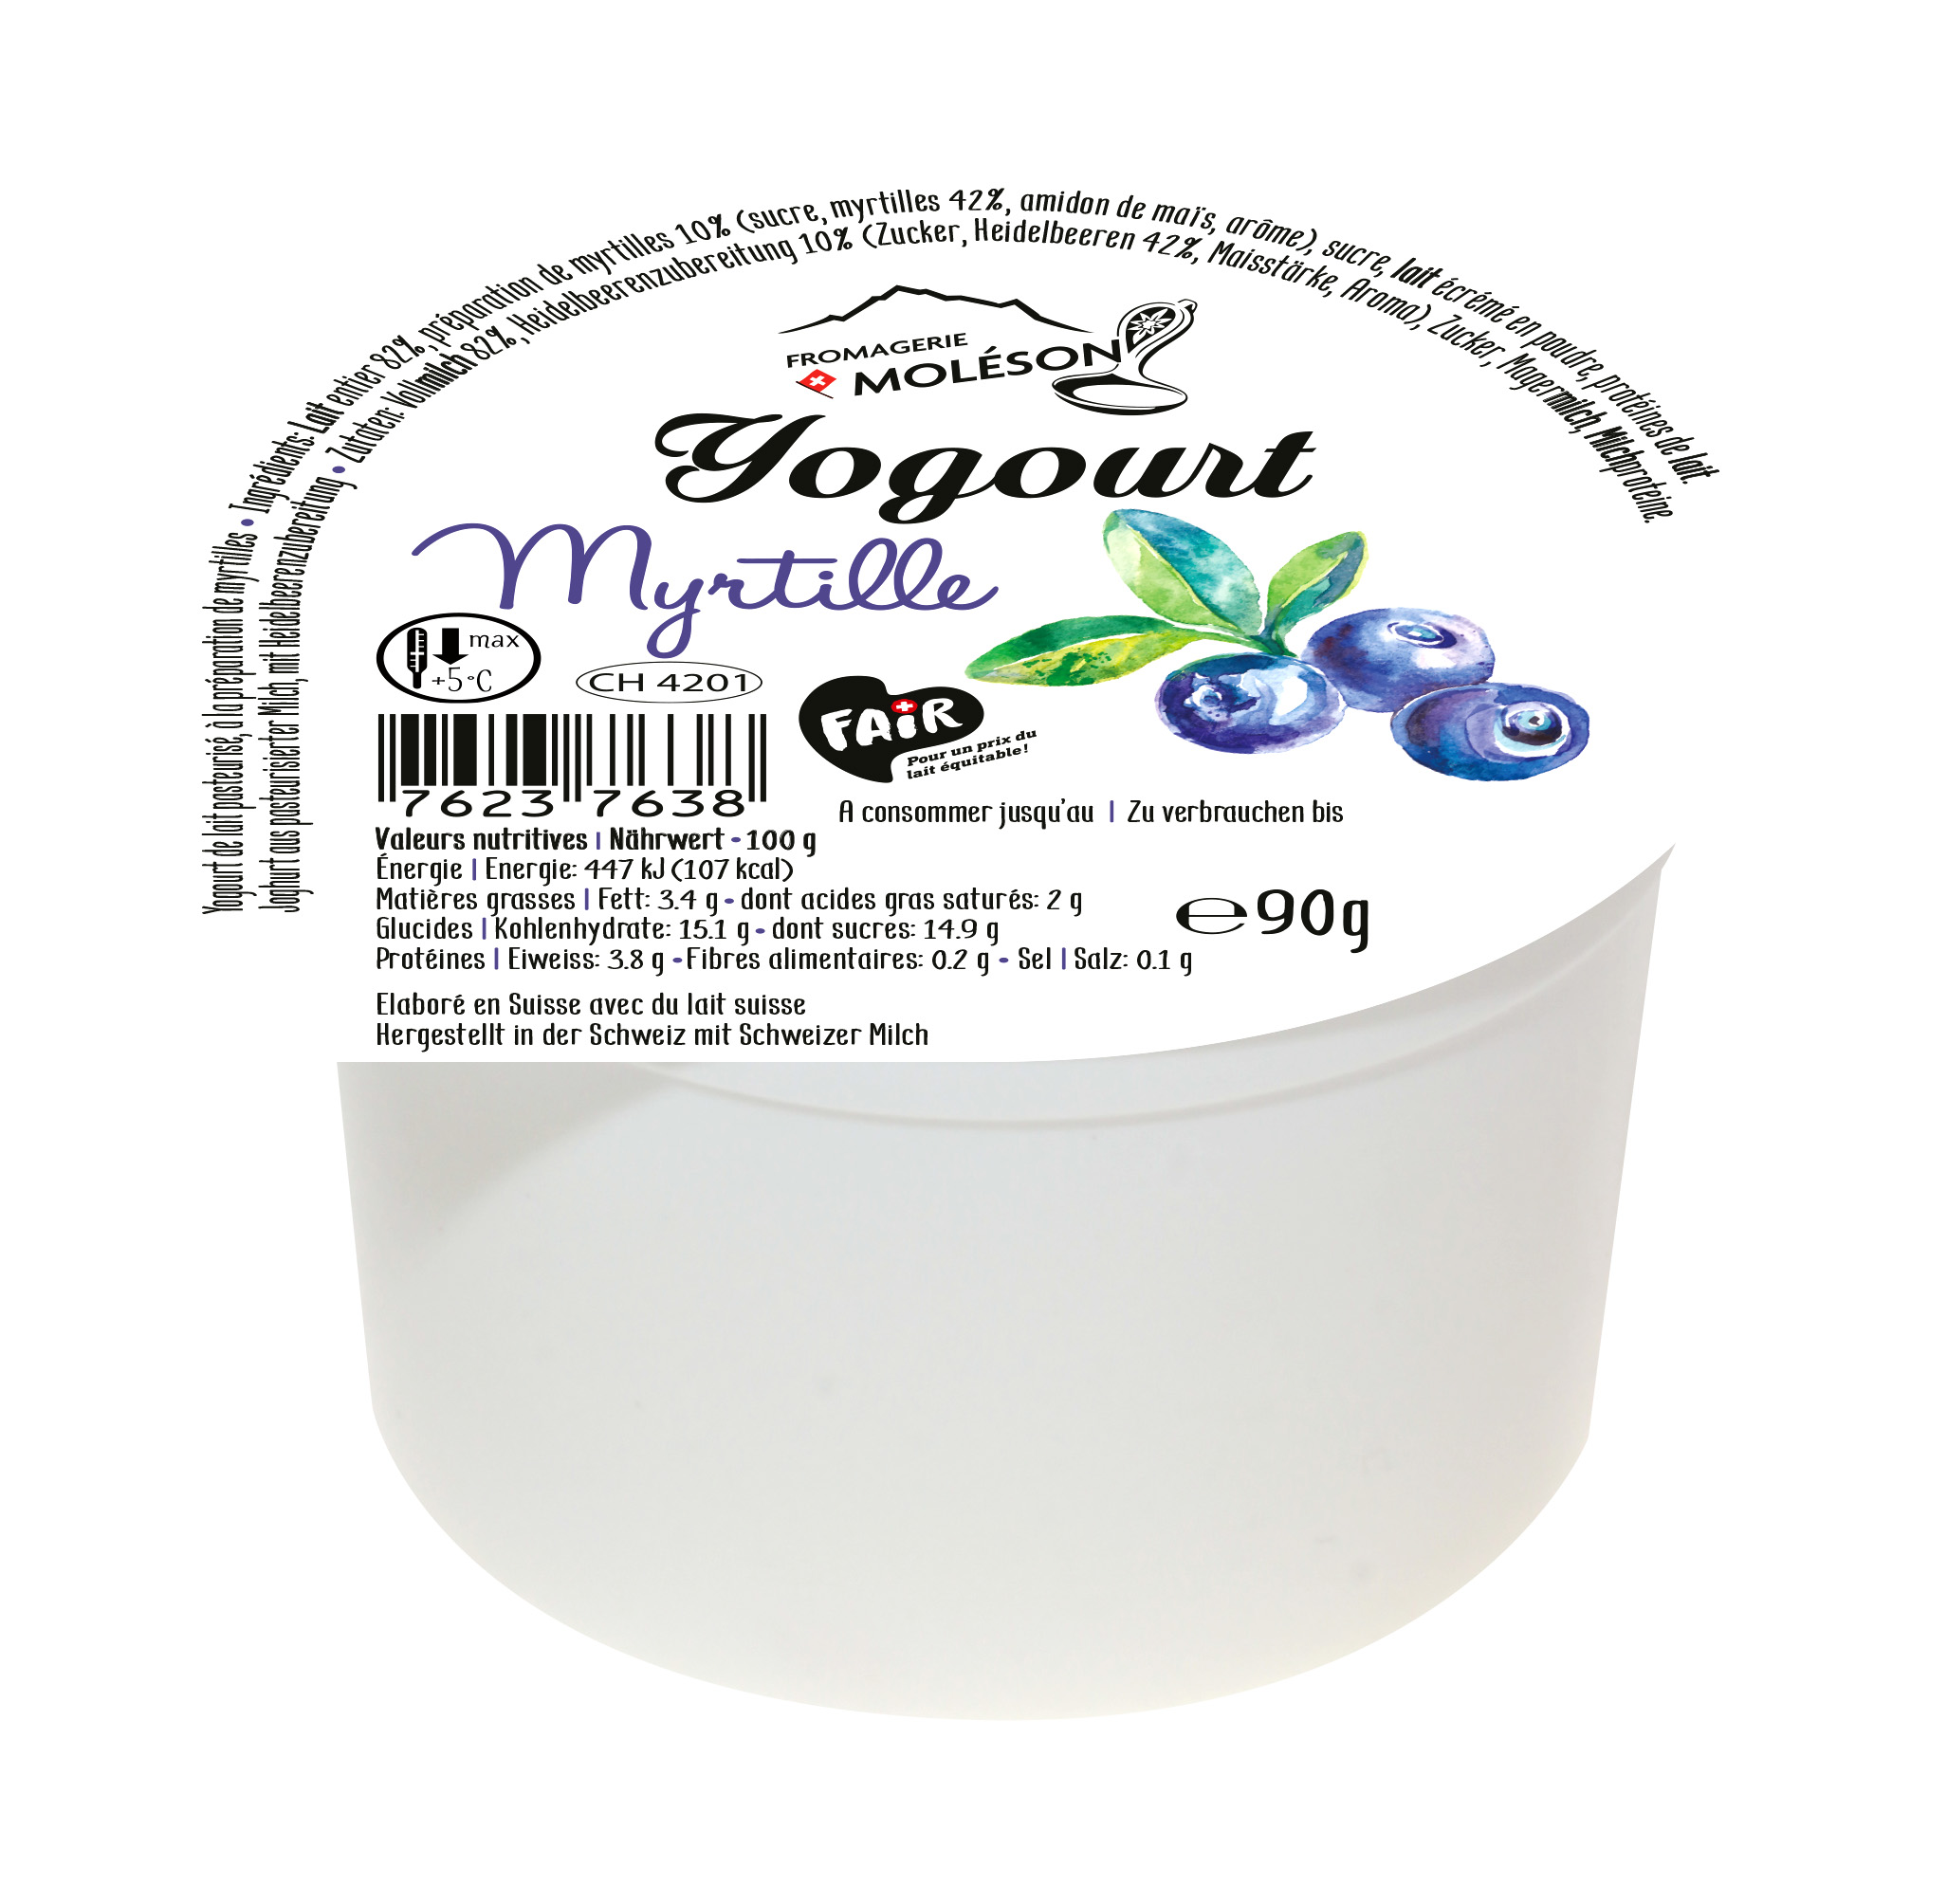 Yogourt de lait pasteurisé, à la préparation de myrtilles • Ingrédients: Lait entier 82%, préparation de myrtilles 10% (sucre, myrtilles 42%, amidon de maïs, arôme), sucre, lait écrémé en poudre, protéines de lait.
Joghurt aus pasteurisierter Milch, mit Heidelbeerenzubereitung • Zutaten: Vollmilch 82%, Heidelbeerenzubereitung 10% (Zucker, Heidelbeeren 42%, Maisstärke, Aroma), Zucker, Magermilch, Milchproteine.
FROMAGERIE
MOLÉSON
Yogourt
Myrtille
max
+5°C
CH 4201
FAIR
Pour un prix du
lait équitable!
7623 7638
A consommer jusqu'au | Zu verbrauchen bis
Valeurs nutritives | Nährwert - 100 g
Énergie | Energie: 447 kJ (107 kcal)
Matières grasses | Fett: 3.4 g - dont acides gras saturés: 2 g
Glucides | Kohlenhydrate: 15.1 g - dont sucres: 14.9 g
Protéines | Eiweiss: 3.8 g - Fibres alimentaires: 0.2 g - Sel | Salz: 0.1 g
℮90g
Elaboré en Suisse avec du lait suisse
Hergestellt in der Schweiz mit Schweizer Milch